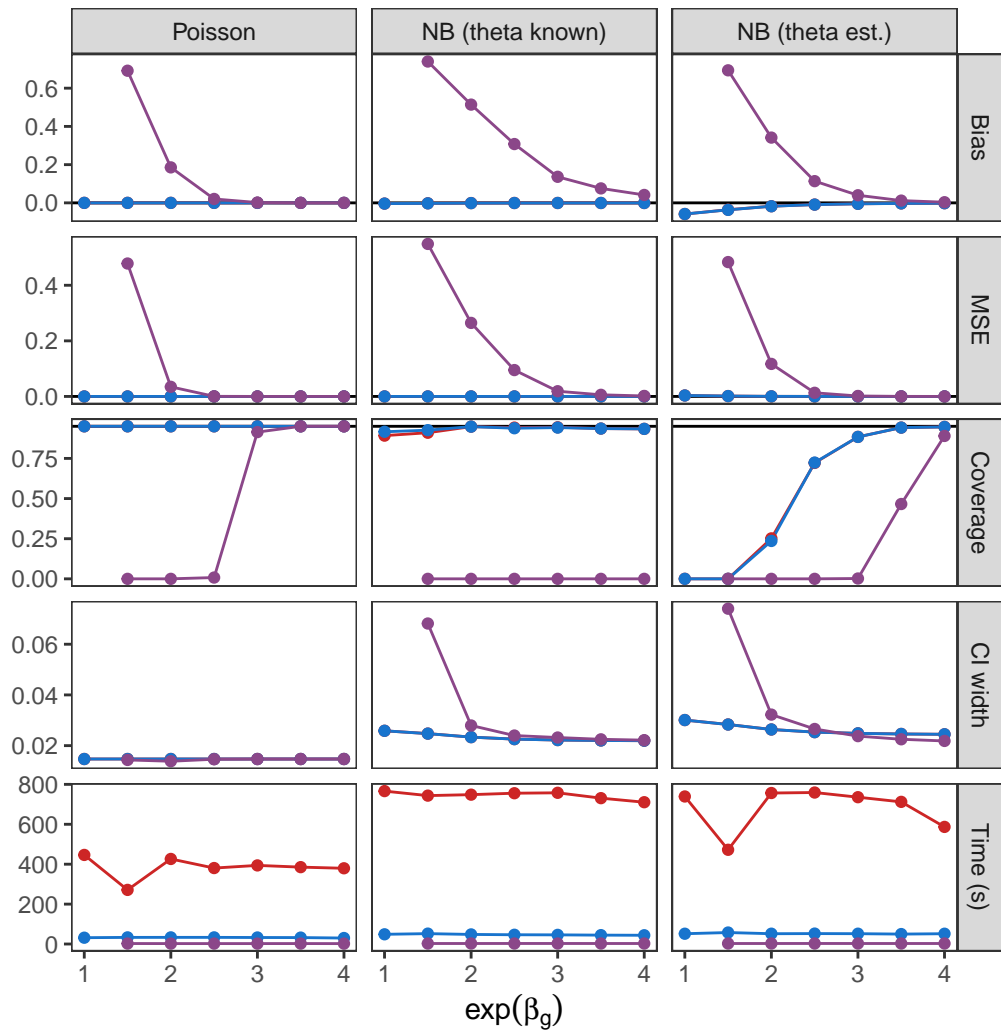 Poisson NB (theta known) NB (theta est.)
0.6
0.4
0.2
0.0
Bias
0.4
0.2
0.0
MSE
0.75
0.50
0.25
0.00
Coverage
0.06
0.04
0.02
CI width
800
600
400
200
0
Time (s)
1 2 3 4 1 2 3 4 1 2 3 4
exp(βg)